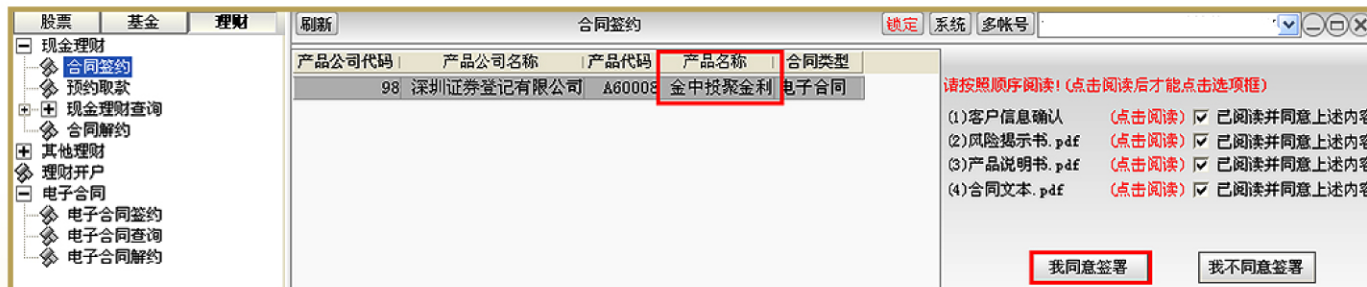 股票 基金 理财 刷新 合同签约 锁定 系统 多帐号
现金理财
合同签约
预约取款
现金理财查询
合同解约
其他理财
理财开户
电子合同
电子合同签约
电子合同查询
电子合同解约
产品公司代码 产品公司名称 产品代码 产品名称 合同类型
98 深圳证券登记有限公司 A60008 金中投聚金利 电子合同
请按照顺序阅读!(点击阅读后才能点击选项框)
(1)客户信息确认 (点击阅读) 已阅读并同意上述内容
(2)风险揭示书.pdf (点击阅读) 已阅读并同意上述内容
(3)产品说明书.pdf (点击阅读) 已阅读并同意上述内容
(4)合同文本.pdf (点击阅读) 已阅读并同意上述内容
我同意签署 我不同意签署